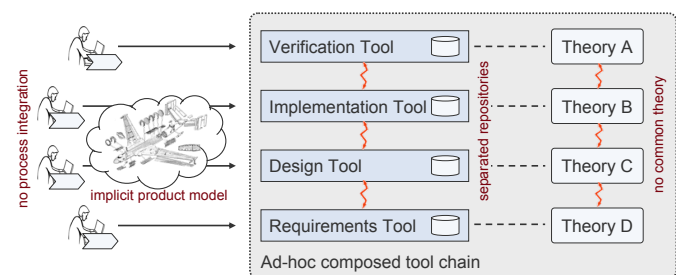 Verification Tool
Theory A
Implementation Tool
Theory B
Design Tool
Theory C
Requirements Tool
Theory D
no process integration
implicit product model
separated repositories
no common theory
Ad-hoc composed tool chain